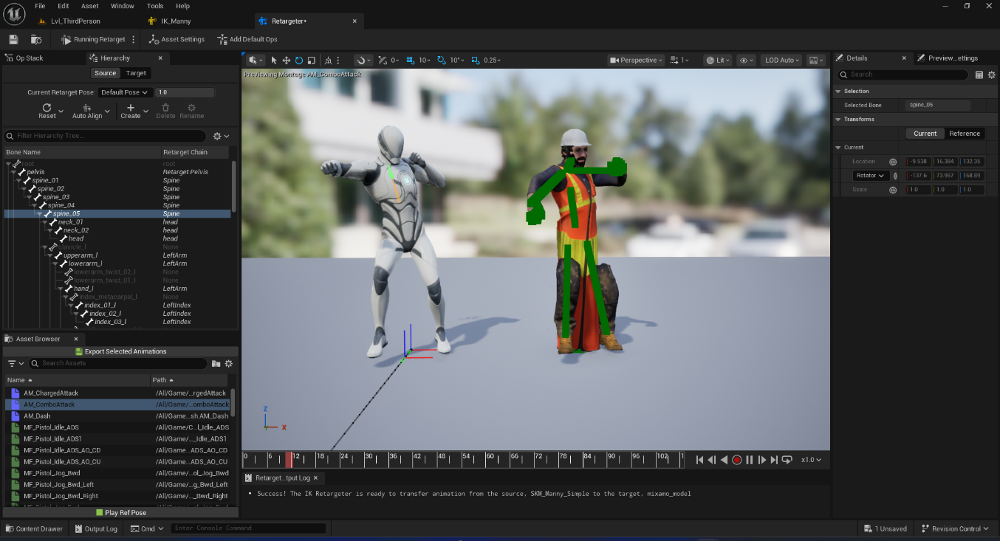 File Edit Asset Window Tools Help
Lvl_ThirdPerson IK_Manny Retargeter•
Running Retarget Asset Settings Add Default Ops
Op Stack Hierarchy
Source Target
Current Retarget Pose: Default Pose 1.0
Reset Auto Align Create Delete Rename
Filter Hierarchy Tree...
Bone Name Retarget Chain
root root
pelvis Retarget Pelvis
spine_01 Spine
spine_02 Spine
spine_03 Spine
spine_04 Spine
spine_05 Spine
neck_01 head
neck_02 head
head head
clavicle_l None
upperarm_l LeftArm
lowerarm_l LeftArm
lowerarm_twist_02_l None
lowerarm_twist_01_l None
hand_l LeftArm
index_metacarpal_l None
index_01_l LeftIndex
index_02_l LeftIndex
index_03_l LeftIndex
Asset Browser
Export Selected Animations
Search Assets
Name Path
AM_ChargedAttack /All/Game/...rgedAttack
AM_ComboAttack /All/Game/...omboAttack
AM_Dash /All/Game/...sh.AM_Dash
MF_Pistol_Idle_ADS /All/Game/C...l_Idle_ADS
MF_Pistol_Idle_ADS1 /All/Game/..._Idle_ADS1
MF_Pistol_Idle_ADS_AO_CD /All/Game...ADS_AO_CD
MF_Pistol_Idle_ADS_AO_CU /All/Game...ADS_AO_CU
MF_Pistol_Jog_Bwd /All/Game...ol_Jog_Bwd
MF_Pistol_Jog_Bwd_Left /All/Game...g_Bwd_Left
MF_Pistol_Jog_Bwd_Right /All/Game..._Bwd_Right
Play Ref Pose
0 10 10° 0.25 Perspective 1 Lit LOD Auto
Previewing Montage AM_ComboAttack
Z
X
0 6 12 18 24 30 36 42 48 54 60 66 72 78 84 90 96 102 1
x1.0
Retarget...tput Log
• Success! The IK Retargeter is ready to transfer animation from the source, SKM_Manny_Simple to the target, mixamo_model
Details Preview...ettings
Search
Selection
Selected Bone spine_05
Transforms
Current Reference
Current
Location -9.538 16.384 132.35
Rotator -137.6 73.957 168.89
Scale 1.0 1.0 1.0
Content Drawer Output Log Cmd Enter Console Command 1 Unsaved Revision Control